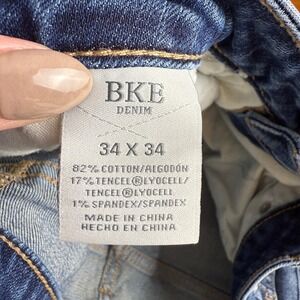 BKE
DENIM
34 X 34
82% COTTON/ALGODÓN
17% TENCEL®LYOCELL/
TENCEL®LYOCELL
1% SPANDEX/SPANDEX
MADE IN CHINA
HECHO EN CHINA